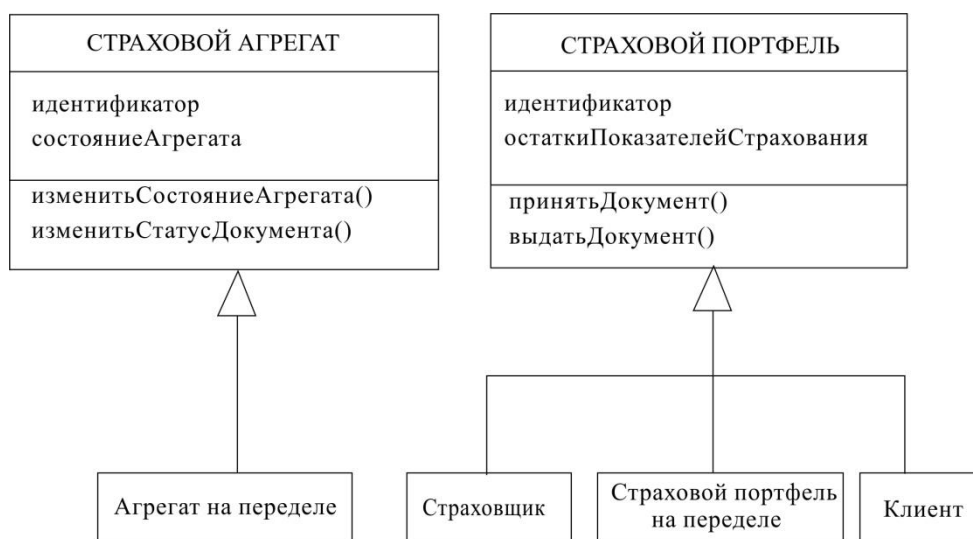 СТРАХОВОЙ АГРЕГАТ
идентификатор
состояниеАгрегата
изменитьСостояниеАгрегата()
изменитьСтатусДокумента()
СТРАХОВОЙ ПОРТФЕЛЬ
идентификатор
остаткиПоказателейСтрахования
принятьДокумент()
выдатьДокумент()
Агрегат на переделе
Страховщик
Страховой портфель
на переделе
Клиент